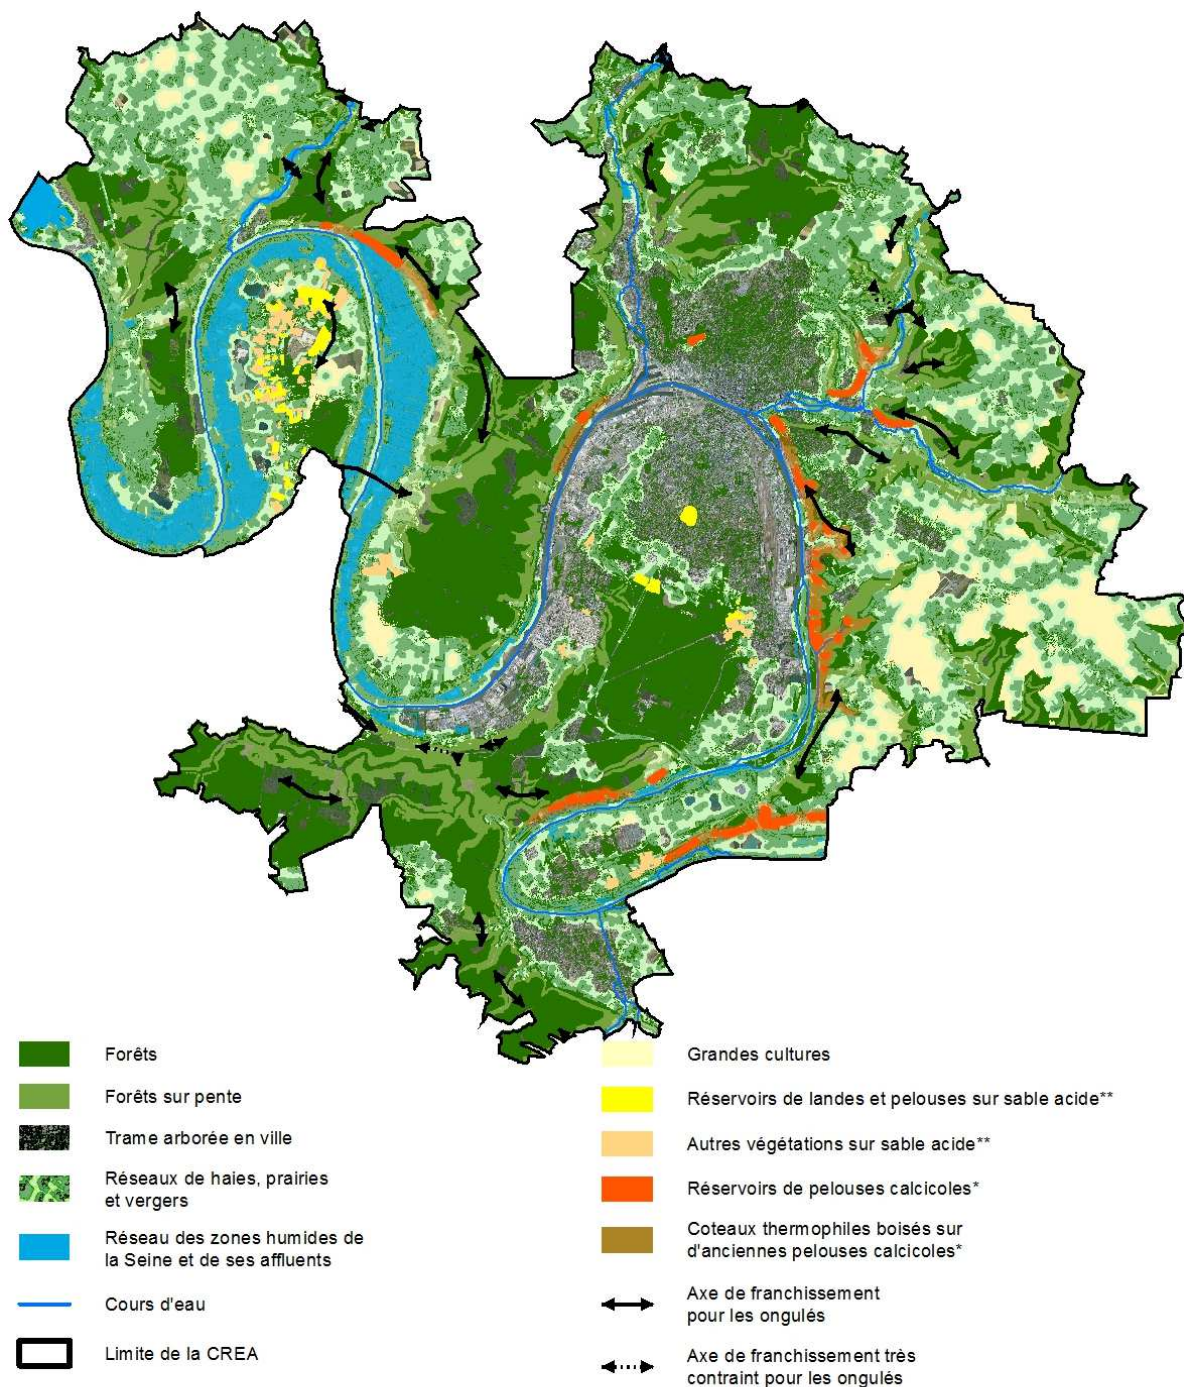 Forêts
Forêts sur pente
Trame arborée en ville
Réseaux de haies, prairies
et vergers
Réseau des zones humides de
la Seine et de ses affluents
Cours d'eau
Limite de la CREA
Grandes cultures
Réservoirs de landes et pelouses sur sable acide**
Autres végétations sur sable acide**
Réservoirs de pelouses calcicoles*
Coteaux thermophiles boisés sur
d'anciennes pelouses calcicoles*
Axe de franchissement
pour les ongulés
Axe de franchissement très
contraint pour les ongulés